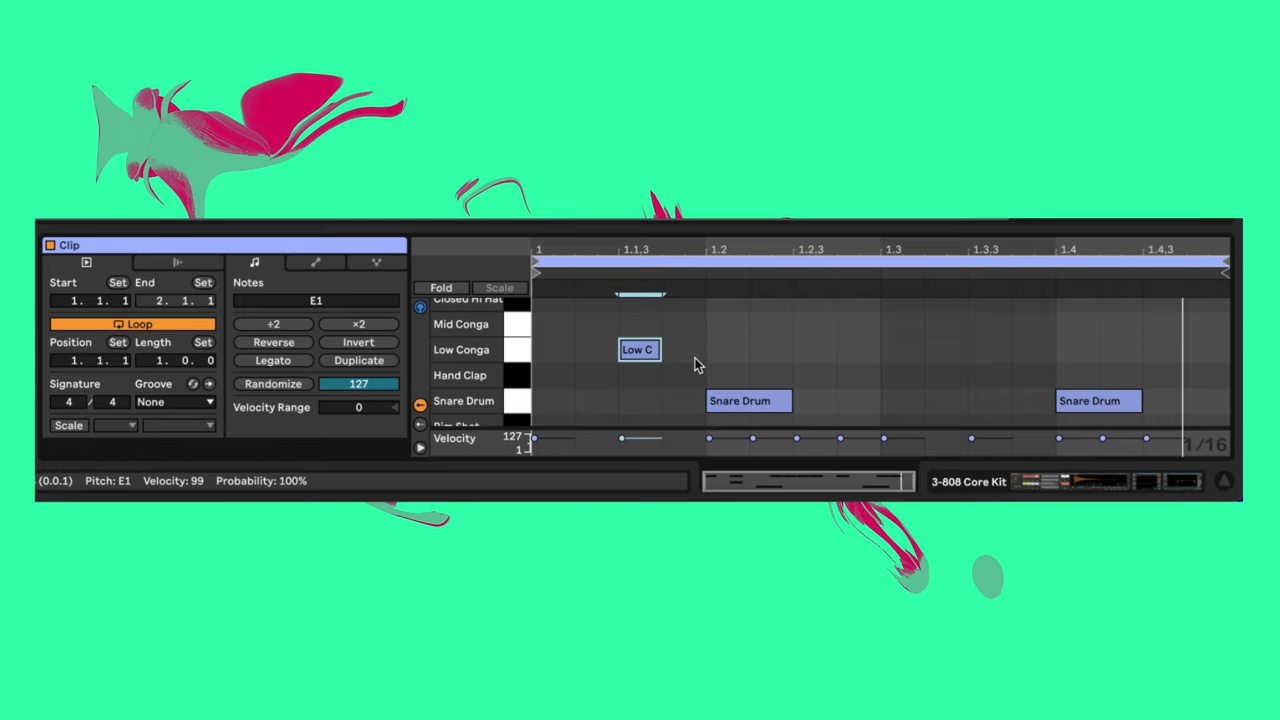 Clip
Start Set End Set
1. 1. 1 2. 1. 1
Loop
Position Length
1. 1. 1 1. 0. 0
Signature Groove
4 / 4 None
Scale
Notes
E1
÷2 ×2
Reverse Invert
Legato Duplicate
Randomize 127
Velocity Range 0
1 1.1.3 1.2 1.2.3 1.3 1.3.3 1.4 1.4.3
Fold Scale
Closed Hi Hat
Mid Conga
Low Conga Low C
Hand Clap
Snare Drum Snare Drum Snare Drum
Rim Shot
Velocity 127
1
1/16
(0.0.1) Pitch: E1 Velocity: 99 Probability: 100%
3-808 Core Kit